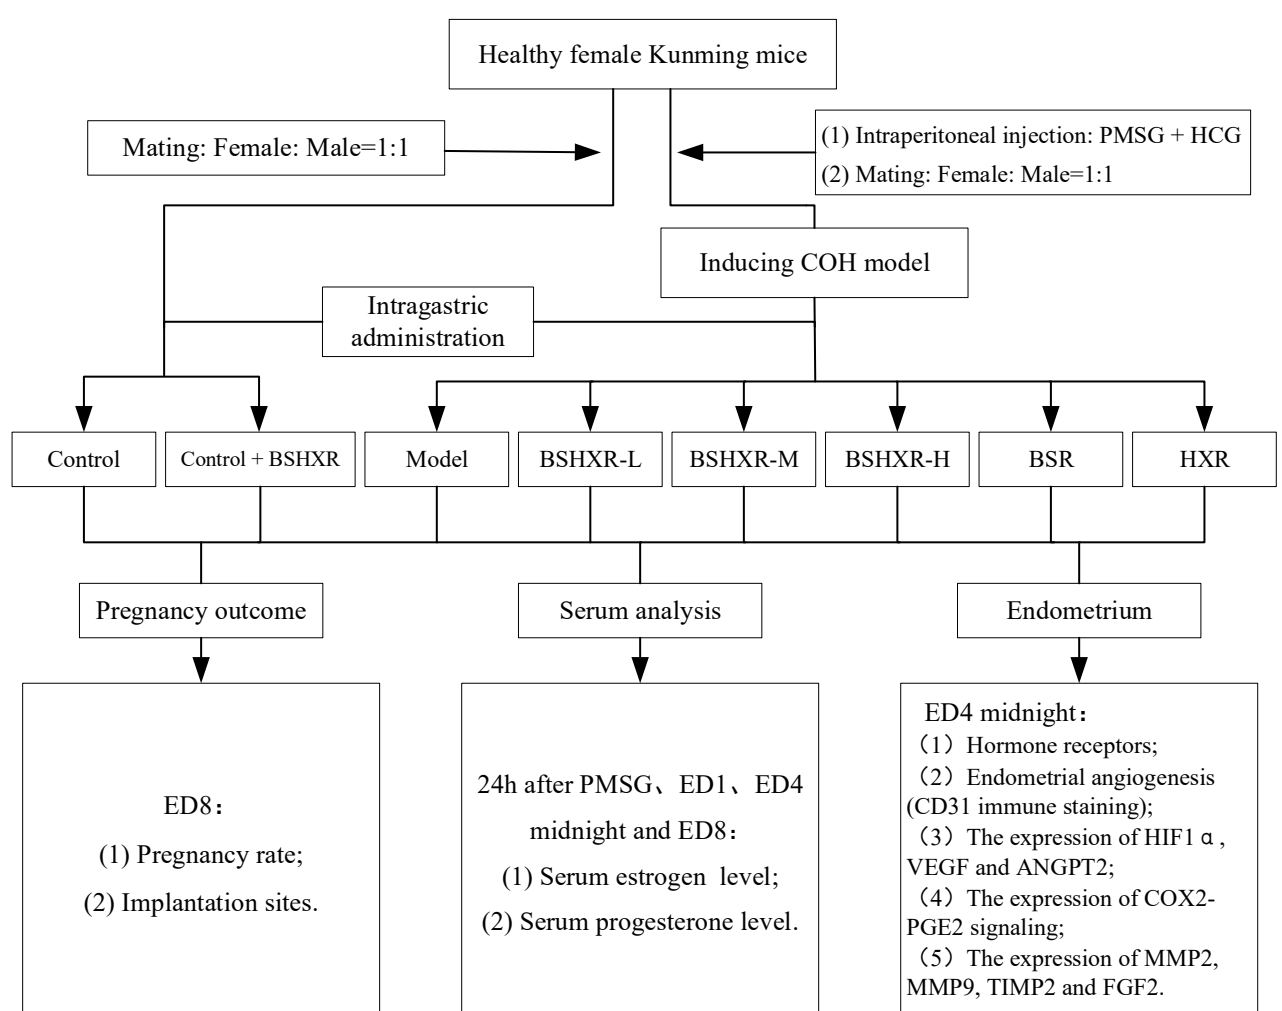 Healthy female Kunming mice
Mating: Female: Male=1:1
(1) Intraperitoneal injection: PMSG + HCG
(2) Mating: Female: Male=1:1
Inducing COH model
Intragastric
administration
Control
Control + BSHXR
Model
BSHXR-L
BSHXR-M
BSHXR-H
BSR
HXR
Pregnancy outcome
Serum analysis
Endometrium
ED8：
(1) Pregnancy rate;
(2) Implantation sites.
24h after PMSG、ED1、ED4
midnight and ED8：
(1) Serum estrogen  level;
(2) Serum progesterone level.
ED4 midnight：
（1）Hormone receptors;
（2）Endometrial angiogenesis
(CD31 immune staining);
（3）The expression of HIF1α,
VEGF and ANGPT2;
（4）The expression of COX2-
PGE2 signaling;
（5）The expression of MMP2,
MMP9, TIMP2 and FGF2.